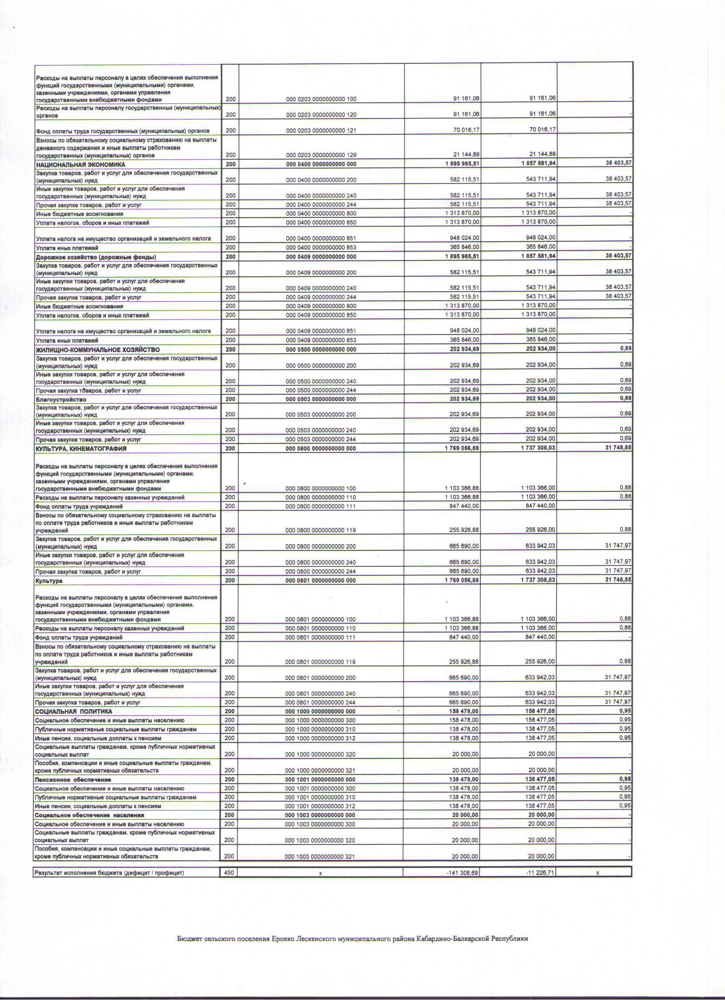 Расходы на выплаты персоналу в целях обеспечения выполнения
функций государственными (муниципальными) органами,
казенными учреждениями, органами управления
государственными внебюджетными фондами 200 000 0203 0000000000 100 91 161,06 91 161,06 -
Расходы на выплаты персоналу государственных (муниципальных)
органов 200 000 0203 0000000000 120 91 161,06 91 161,06 -
Фонд оплаты труда государственных (муниципальных) органов 200 000 0203 0000000000 121 70 016,17 70 016,17 -
Взносы по обязательному социальному страхованию на выплаты
денежного содержания и иные выплаты работникам
государственных (муниципальных) органов 200 000 0203 0000000000 129 21 144,89 21 144,89 -
НАЦИОНАЛЬНАЯ ЭКОНОМИКА 200 000 0400 0000000000 000 1 895 985,51 1 857 581,94 38 403,57
Закупка товаров, работ и услуг для обеспечения государственных
(муниципальных) нужд 200 000 0400 0000000000 200 582 115,51 543 711,94 38 403,57
Иные закупки товаров, работ и услуг для обеспечения
государственных (муниципальных) нужд 200 000 0400 0000000000 240 582 115,51 543 711,94 38 403,57
Прочая закупка товаров, работ и услуг 200 000 0400 0000000000 244 582 115,51 543 711,94 38 403,57
Иные бюджетные ассигнования 200 000 0400 0000000000 800 1 313 870,00 1 313 870,00 -
Уплата налогов, сборов и иных платежей 200 000 0400 0000000000 850 1 313 870,00 1 313 870,00 -
Уплата налога на имущество организаций и земельного налога 200 000 0400 0000000000 851 948 024,00 948 024,00 -
Уплата иных платежей 200 000 0400 0000000000 853 365 846,00 365 846,00 -
Дорожное хозяйство (дорожные фонды) 200 000 0409 0000000000 000 1 895 985,51 1 857 581,94 38 403,57
Закупка товаров, работ и услуг для обеспечения государственных
(муниципальных) нужд 200 000 0409 0000000000 200 582 115,51 543 711,94 38 403,57
Иные закупки товаров, работ и услуг для обеспечения
государственных (муниципальных) нужд 200 000 0409 0000000000 240 582 115,51 543 711,94 38 403,57
Прочая закупка товаров, работ и услуг 200 000 0409 0000000000 244 582 115,51 543 711,94 38 403,57
Иные бюджетные ассигнования 200 000 0409 0000000000 800 1 313 870,00 1 313 870,00 -
Уплата налогов, сборов и иных платежей 200 000 0409 0000000000 850 1 313 870,00 1 313 870,00 -
Уплата налога на имущество организаций и земельного налога 200 000 0409 0000000000 851 948 024,00 948 024,00 -
Уплата иных платежей 200 000 0409 0000000000 853 365 846,00 365 846,00 -
ЖИЛИЩНО-КОММУНАЛЬНОЕ ХОЗЯЙСТВО 200 000 0500 0000000000 000 202 934,69 202 934,00 0,69
Закупка товаров, работ и услуг для обеспечения государственных
(муниципальных) нужд 200 000 0500 0000000000 200 202 934,69 202 934,00 0,69
Иные закупки товаров, работ и услуг для обеспечения
государственных (муниципальных) нужд 200 000 0500 0000000000 240 202 934,69 202 934,00 0,69
Прочая закупка товаров, работ и услуг 200 000 0500 0000000000 244 202 934,69 202 934,00 0,69
Благоустройство 200 000 0503 0000000000 000 202 934,69 202 934,00 0,69
Закупка товаров, работ и услуг для обеспечения государственных
(муниципальных) нужд 200 000 0503 0000000000 200 202 934,69 202 934,00 0,69
Иные закупки товаров, работ и услуг для обеспечения
государственных (муниципальных) нужд 200 000 0503 0000000000 240 202 934,69 202 934,00 0,69
Прочая закупка товаров, работ и услуг 200 000 0503 0000000000 244 202 934,69 202 934,00 0,69
КУЛЬТУРА, КИНЕМАТОГРАФИЯ 200 000 0800 0000000000 000 1 769 056,88 1 737 308,03 31 748,85
Расходы на выплаты персоналу в целях обеспечения выполнения
функций государственными (муниципальными) органами,
казенными учреждениями, органами управления
государственными внебюджетными фондами 200 000 0800 0000000000 100 1 103 366,88 1 103 366,00 0,88
Расходы на выплаты персоналу казенных учреждений 200 000 0800 0000000000 110 1 103 366,88 1 103 366,00 0,88
Фонд оплаты труда учреждений 200 000 0800 0000000000 111 847 440,00 847 440,00 -
Взносы по обязательному социальному страхованию на выплаты
по оплате труда работников и иные выплаты работникам
учреждений 200 000 0800 0000000000 119 255 926,88 255 926,00 0,88
Закупка товаров, работ и услуг для обеспечения государственных
(муниципальных) нужд 200 000 0800 0000000000 200 665 690,00 633 942,03 31 747,97
Иные закупки товаров, работ и услуг для обеспечения
государственных (муниципальных) нужд 200 000 0800 0000000000 240 665 690,00 633 942,03 31 747,97
Прочая закупка товаров, работ и услуг 200 000 0800 0000000000 244 665 690,00 633 942,03 31 747,97
Культура 200 000 0801 0000000000 000 1 769 056,88 1 737 308,03 31 748,85
Расходы на выплаты персоналу в целях обеспечения выполнения
функций государственными (муниципальными) органами,
казенными учреждениями, органами управления
государственными внебюджетными фондами 200 000 0801 0000000000 100 1 103 366,88 1 103 366,00 0,88
Расходы на выплаты персоналу казенных учреждений 200 000 0801 0000000000 110 1 103 366,88 1 103 366,00 0,88
Фонд оплаты труда учреждений 200 000 0801 0000000000 111 847 440,00 847 440,00 -
Взносы по обязательному социальному страхованию на выплаты
по оплате труда работников и иные выплаты работникам
учреждений 200 000 0801 0000000000 119 255 926,88 255 926,00 0,88
Закупка товаров, работ и услуг для обеспечения государственных
(муниципальных) нужд 200 000 0801 0000000000 200 665 690,00 633 942,03 31 747,97
Иные закупки товаров, работ и услуг для обеспечения
государственных (муниципальных) нужд 200 000 0801 0000000000 240 665 690,00 633 942,03 31 747,97
Прочая закупка товаров, работ и услуг 200 000 0801 0000000000 244 665 690,00 633 942,03 31 747,97
СОЦИАЛЬНАЯ ПОЛИТИКА 200 000 1000 0000000000 000 158 478,00 158 477,05 0,95
Социальное обеспечение и иные выплаты населению 200 000 1000 0000000000 300 158 478,00 158 477,05 0,95
Публичные нормативные социальные выплаты гражданам 200 000 1000 0000000000 310 138 478,00 138 477,05 0,95
Иные пенсии, социальные доплаты к пенсиям 200 000 1000 0000000000 312 138 478,00 138 477,05 0,95
Социальные выплаты гражданам, кроме публичных нормативных
социальных выплат 200 000 1000 0000000000 320 20 000,00 20 000,00 -
Пособия, компенсации и иные социальные выплаты гражданам,
кроме публичных нормативных обязательств 200 000 1000 0000000000 321 20 000,00 20 000,00 -
Пенсионное обеспечение 200 000 1001 0000000000 000 138 478,00 138 477,05 0,95
Социальное обеспечение и иные выплаты населению 200 000 1001 0000000000 300 138 478,00 138 477,05 0,95
Публичные нормативные социальные выплаты гражданам 200 000 1001 0000000000 310 138 478,00 138 477,05 0,95
Иные пенсии, социальные доплаты к пенсиям 200 000 1001 0000000000 312 138 478,00 138 477,05 0,95
Социальное обеспечение населения 200 000 1003 0000000000 000 20 000,00 20 000,00 -
Социальное обеспечение и иные выплаты населению 200 000 1003 0000000000 300 20 000,00 20 000,00 -
Социальные выплаты гражданам, кроме публичных нормативных
социальных выплат 200 000 1003 0000000000 320 20 000,00 20 000,00 -
Пособия, компенсации и иные социальные выплаты гражданам,
кроме публичных нормативных обязательств 200 000 1003 0000000000 321 20 000,00 20 000,00 -
Результат исполнения бюджета (дефицит / профицит) 450 x -141 308,69 -11 226,71 x
Бюджет сельского поселения Ерокко Лескенского муниципального района Кабардино-Балкарской Республики